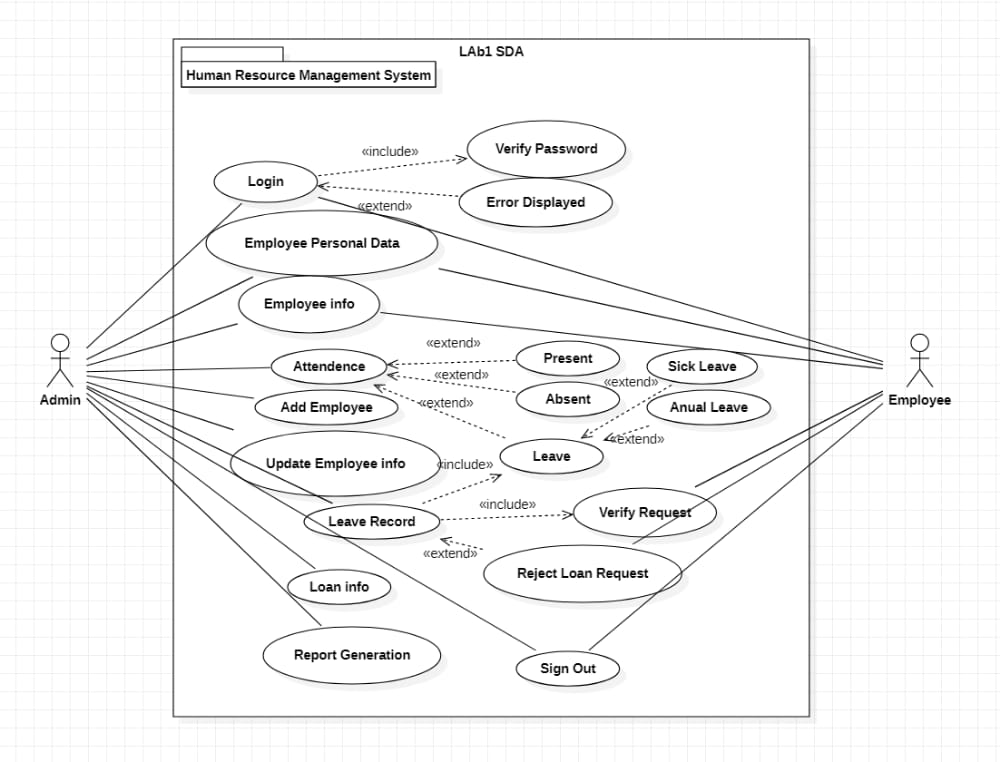 LAb1 SDA
Human Resource Management System
«include»
Verify Password
Login
Error Displayed
«extend»
Employee Personal Data
Employee info
«extend»
Present
Attendence
«extend»
Sick Leave
«extend»
Absent
Admin
Employee
Add Employee
«extend»
Anual Leave
«extend»
Leave
Update Employee info
«include»
«include»
Verify Request
Leave Record
«extend»
Reject Loan Request
Loan info
Report Generation
Sign Out